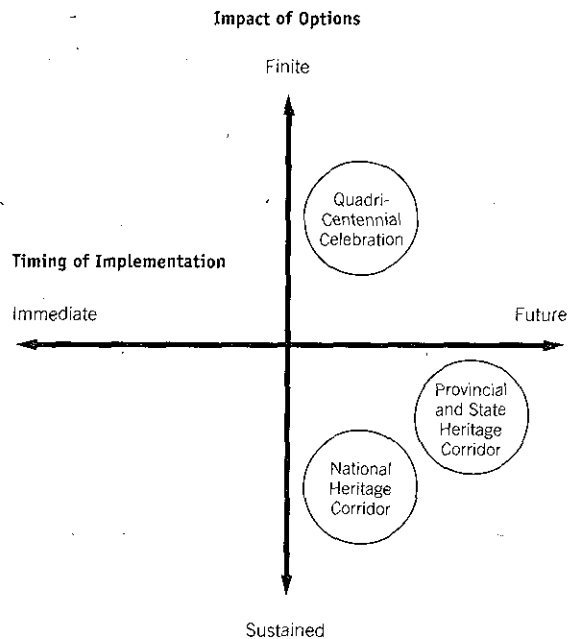 Impact of Options
Finite
Quadri-
Centennial
Celebration
Timing of Implementation
Immediate
Future
Provincial
and State
Heritage
Corridor
National
Heritage
Corridor
Sustained